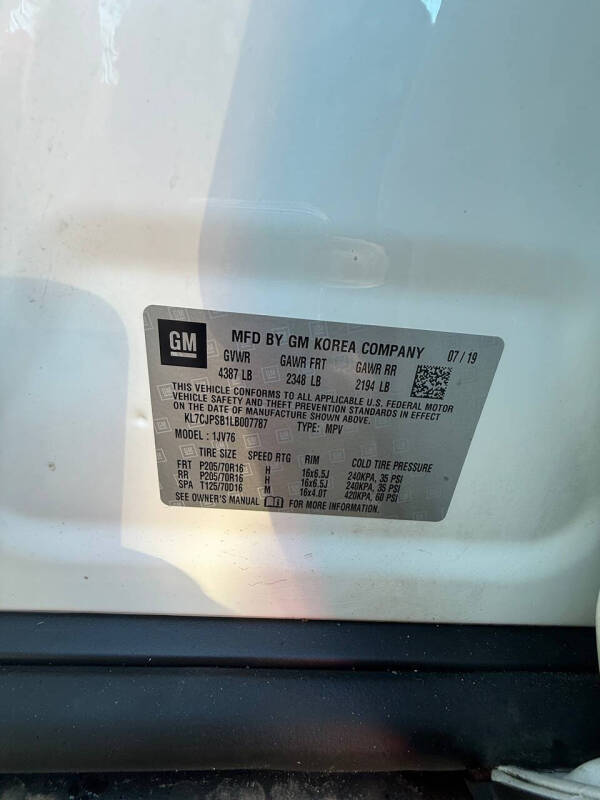 GM MFD BY GM KOREA COMPANY 07/19
GVWR GAWR FRT GAWR RR
4387 LB 2348 LB 2194 LB
THIS VEHICLE CONFORMS TO ALL APPLICABLE U.S. FEDERAL MOTOR
VEHICLE SAFETY AND THEFT PREVENTION STANDARDS IN EFFECT
ON THE DATE OF MANUFACTURE SHOWN ABOVE.
KL7CJPSB1LB007787 TYPE: MPV
MODEL: 1JV76
TIRE SIZE SPEED RTG RIM COLD TIRE PRESSURE
FRT P205/70R16 H 16x6.5J 240KPA, 35 PSI
RR P205/70R16 H 16x6.5J 240KPA, 35 PSI
SPA T125/70D16 M 16x4.0T 420KPA, 60 PSI
SEE OWNER'S MANUAL FOR MORE INFORMATION.